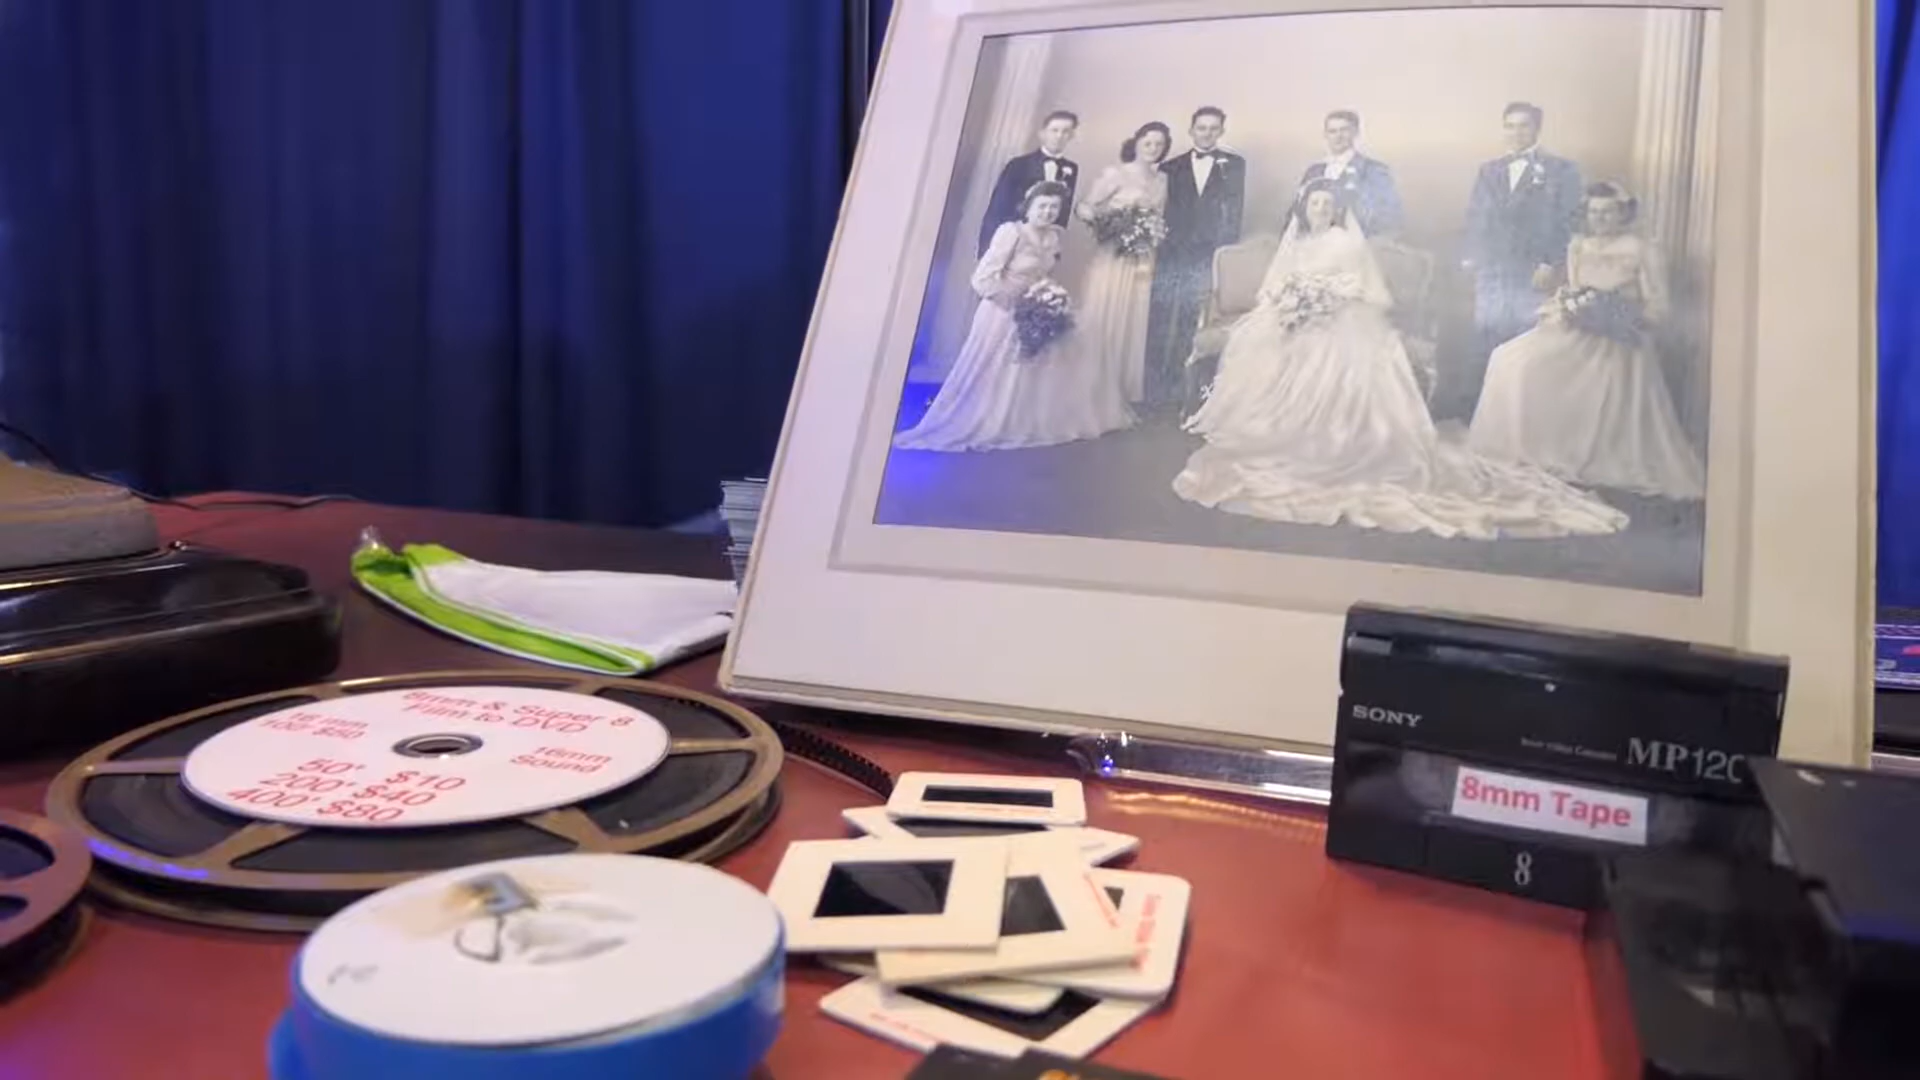 8mm & Super 8
Film to DVD
16 mm
100' $50
16mm
Sound
50' $10
200' $40
400' $80
SONY
MP120
8mm Tape
8